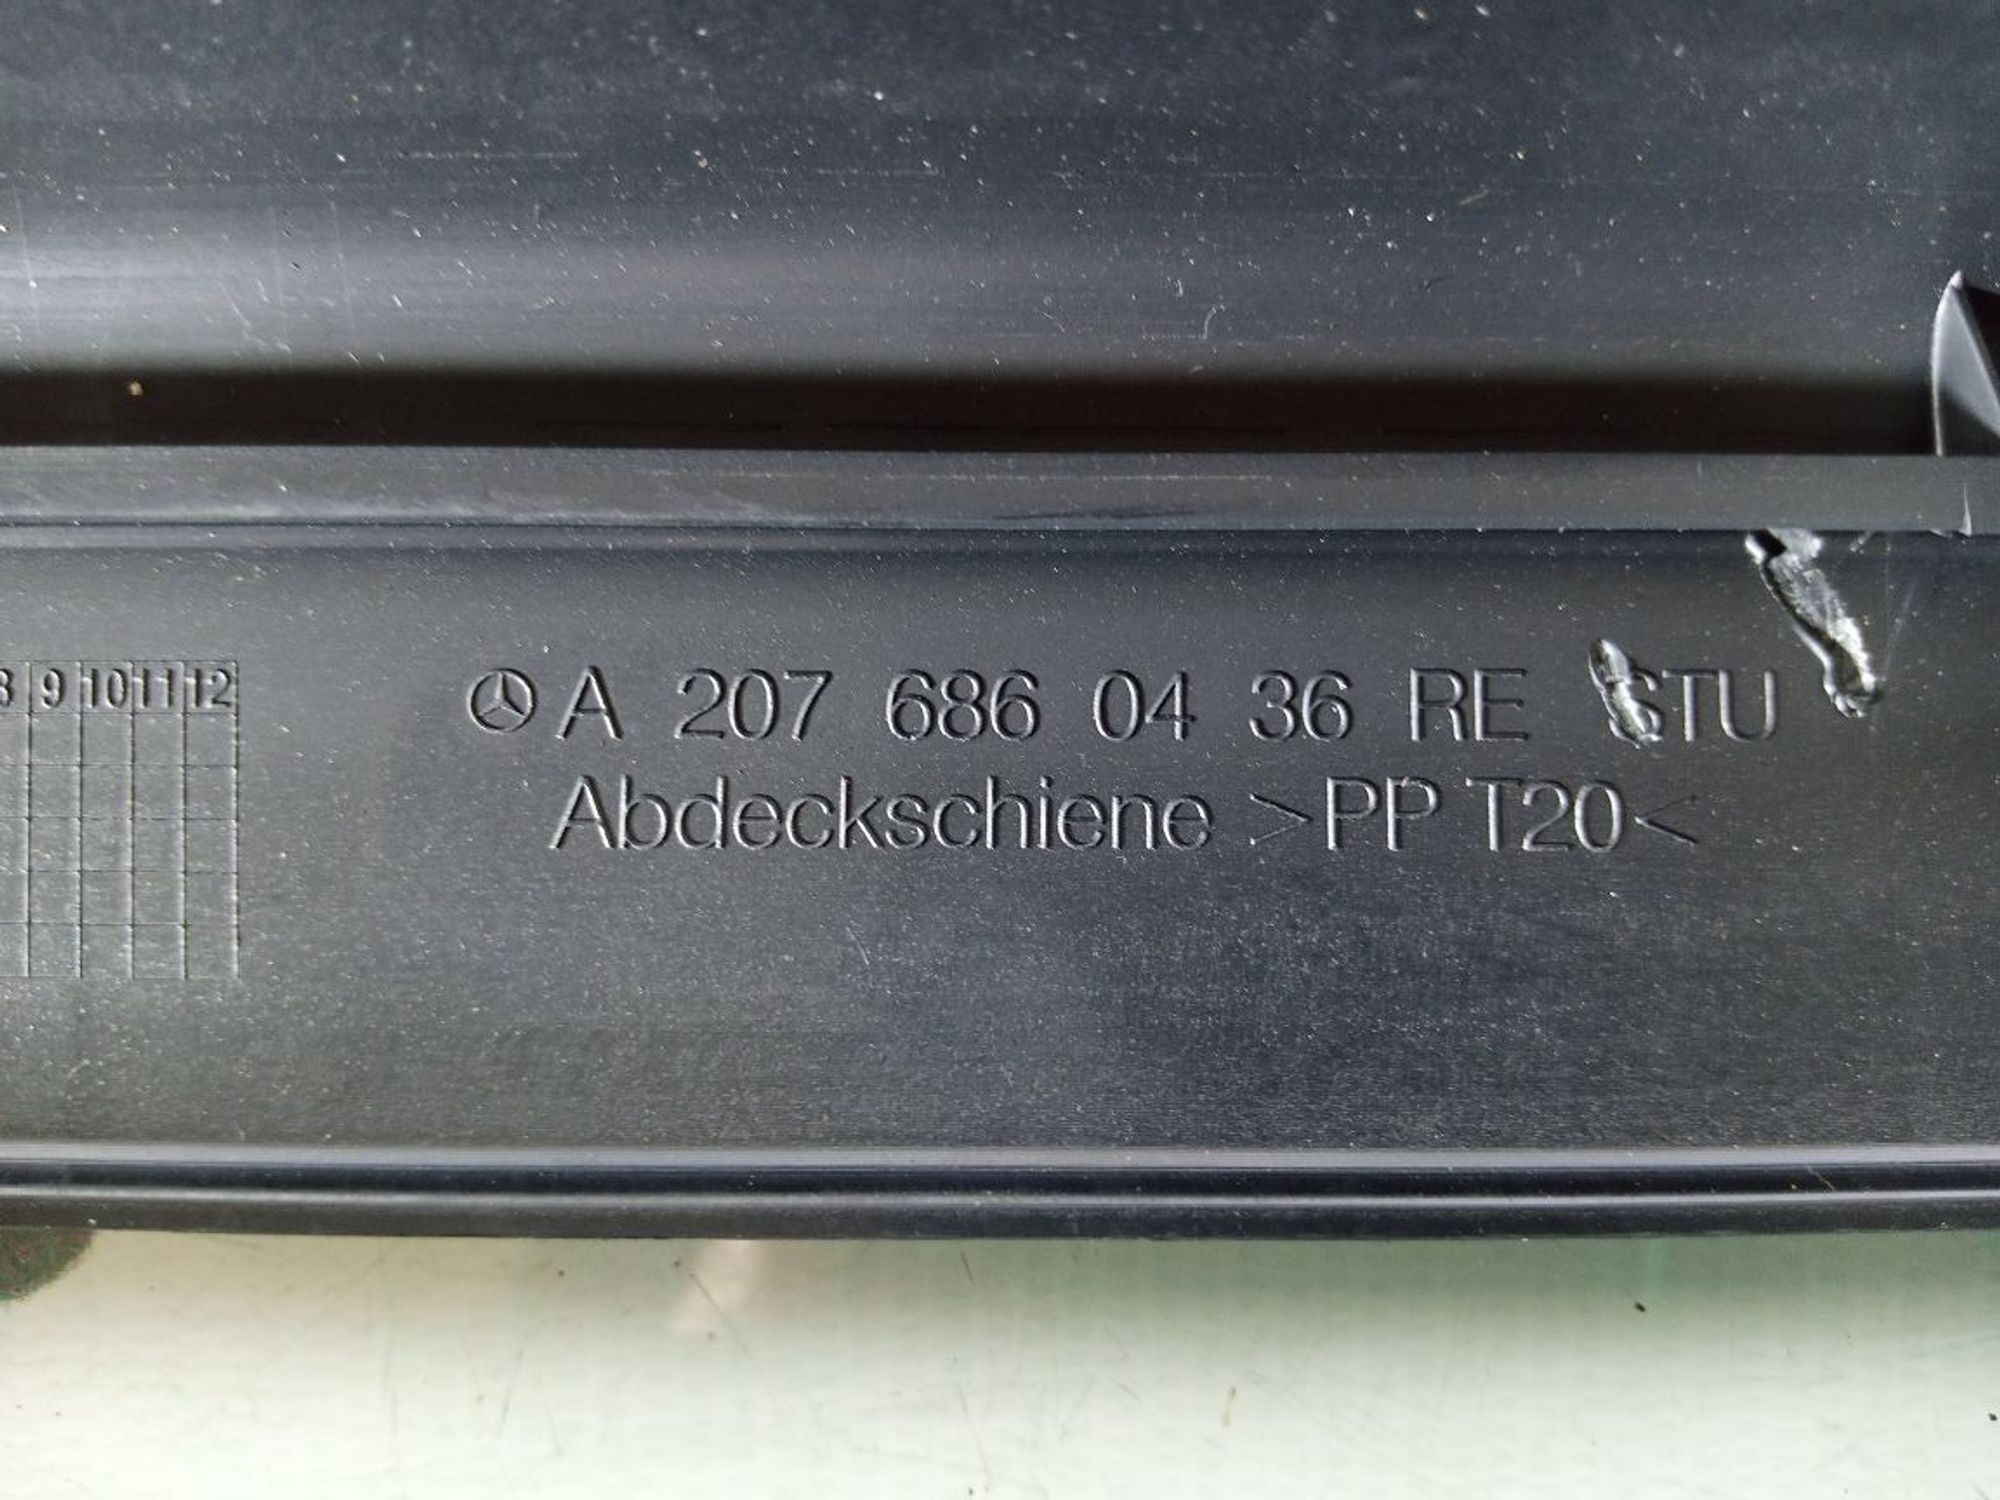 8 9 10 11 12
A 207 686 04 36 RE STU
Abdeckschiene >PP T20<